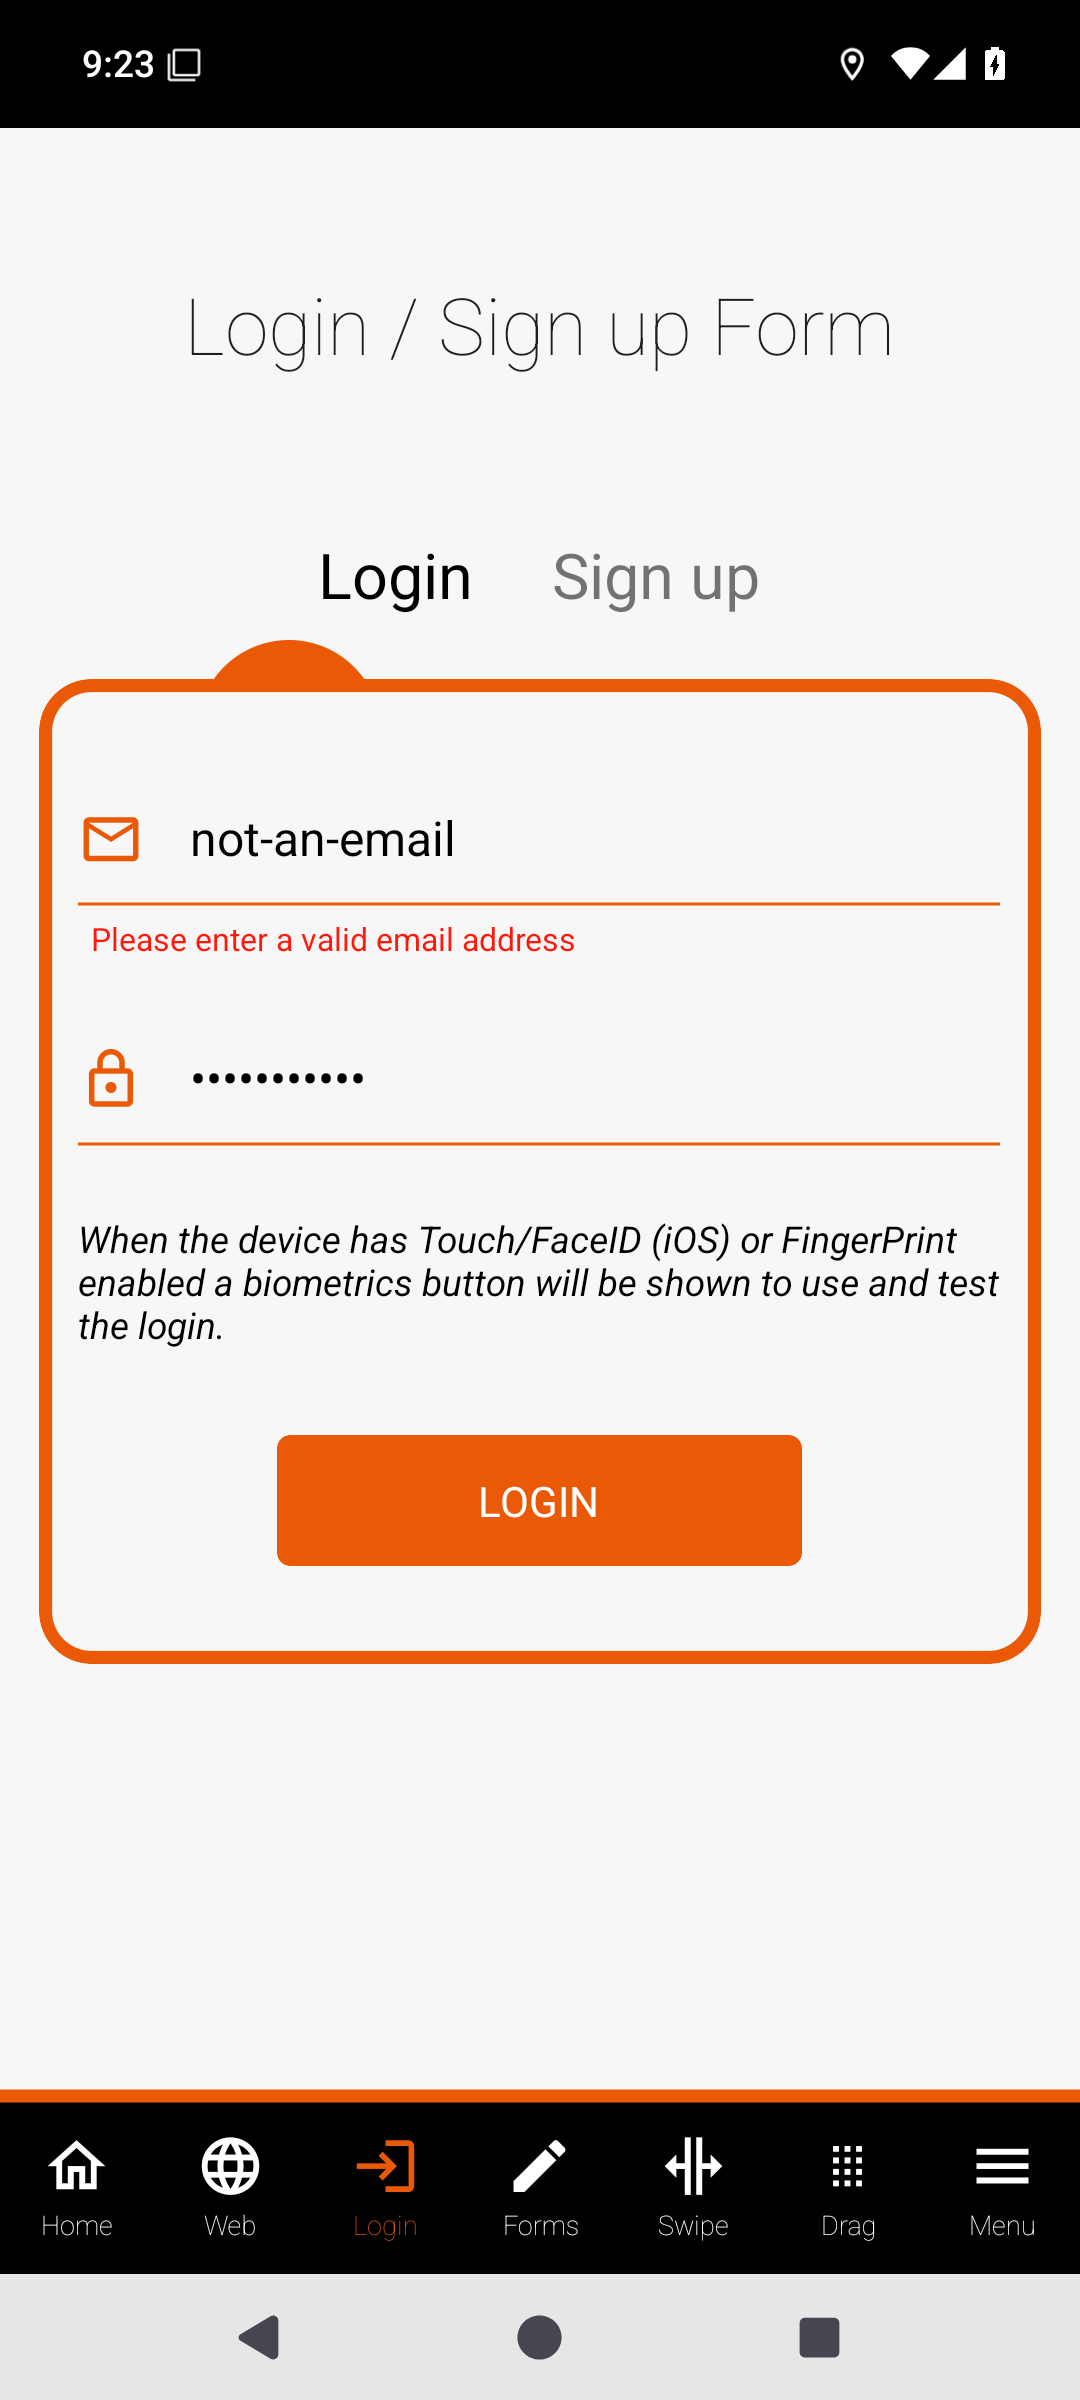 9:23
Login / Sign up Form
Login Sign up
not-an-email
Please enter a valid email address
•••••••••••
When the device has Touch/FaceID (iOS) or FingerPrint
enabled a biometrics button will be shown to use and test
the login.
LOGIN
Home Web Login Forms Swipe Drag Menu